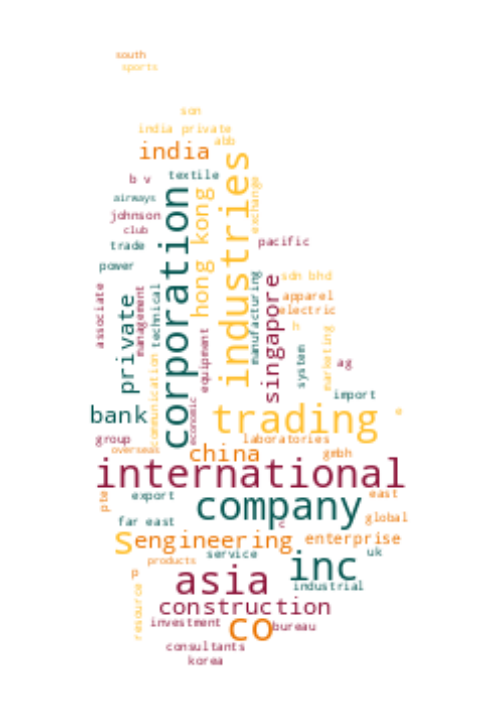 south
sports
son
india private
abb
india
b v
textile
airways
johnson
club
trade
power
corporation
hong kong
industries
exchange
pacific
associate
private
management
technical
communication
equipment
economic
manufacturing
singapore
sdn bhd
apparel
electric
h
system
marketing
ag
import
bank
trading
e
group
overseas
china
laboratories
gmbh
international
pte
export
company
east
far east
c
global
s
engineering
enterprise
service
uk
products
inc
p
asia
industrial
resource
construction
investment
co
bureau
consultants
korea